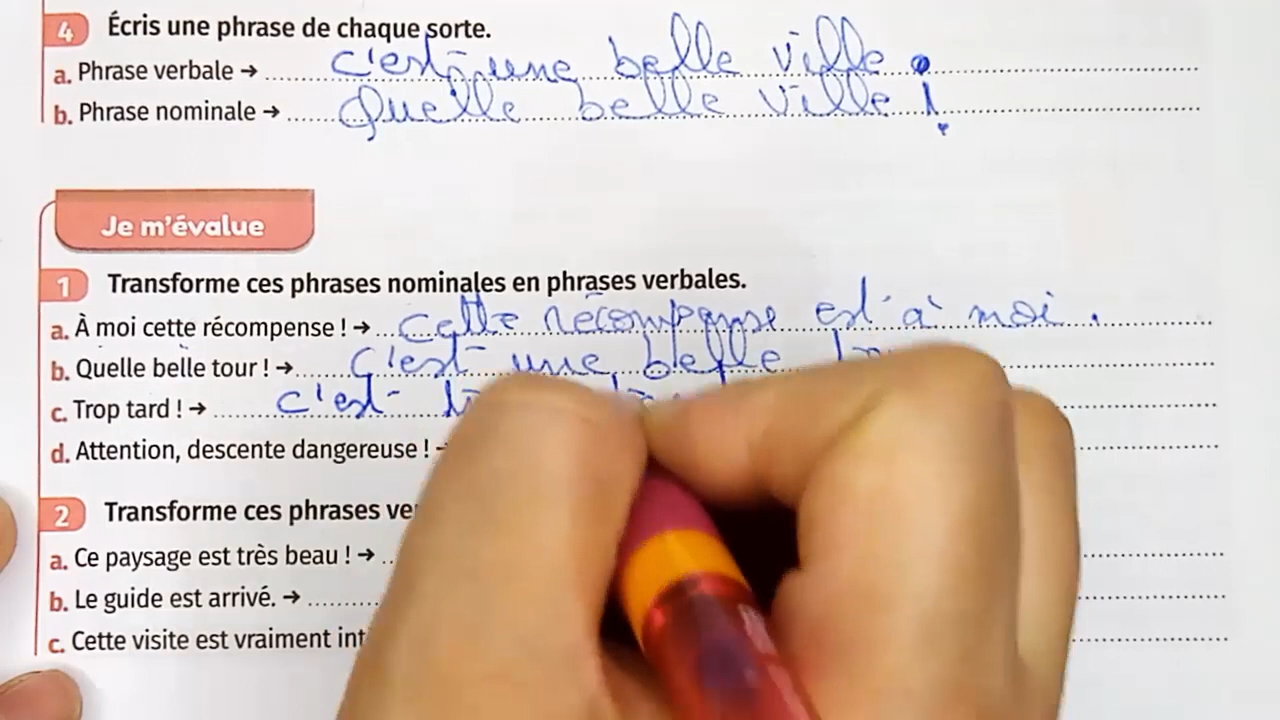 4 Écris une phrase de chaque sorte.
a. Phrase verbale → c'est une belle ville .
b. Phrase nominale → Quelle belle ville !
Je m'évalue
1 Transforme ces phrases nominales en phrases verbales.
a. À moi cette récompense ! → cette récompense est à moi .
b. Quelle belle tour ! → C'est une belle
c. Trop tard ! → c'est
d. Attention, descente dangereuse !
2 Transforme ces phrases
a. Ce paysage est très beau ! →
b. Le guide est arrivé. →
c. Cette visite est vraiment